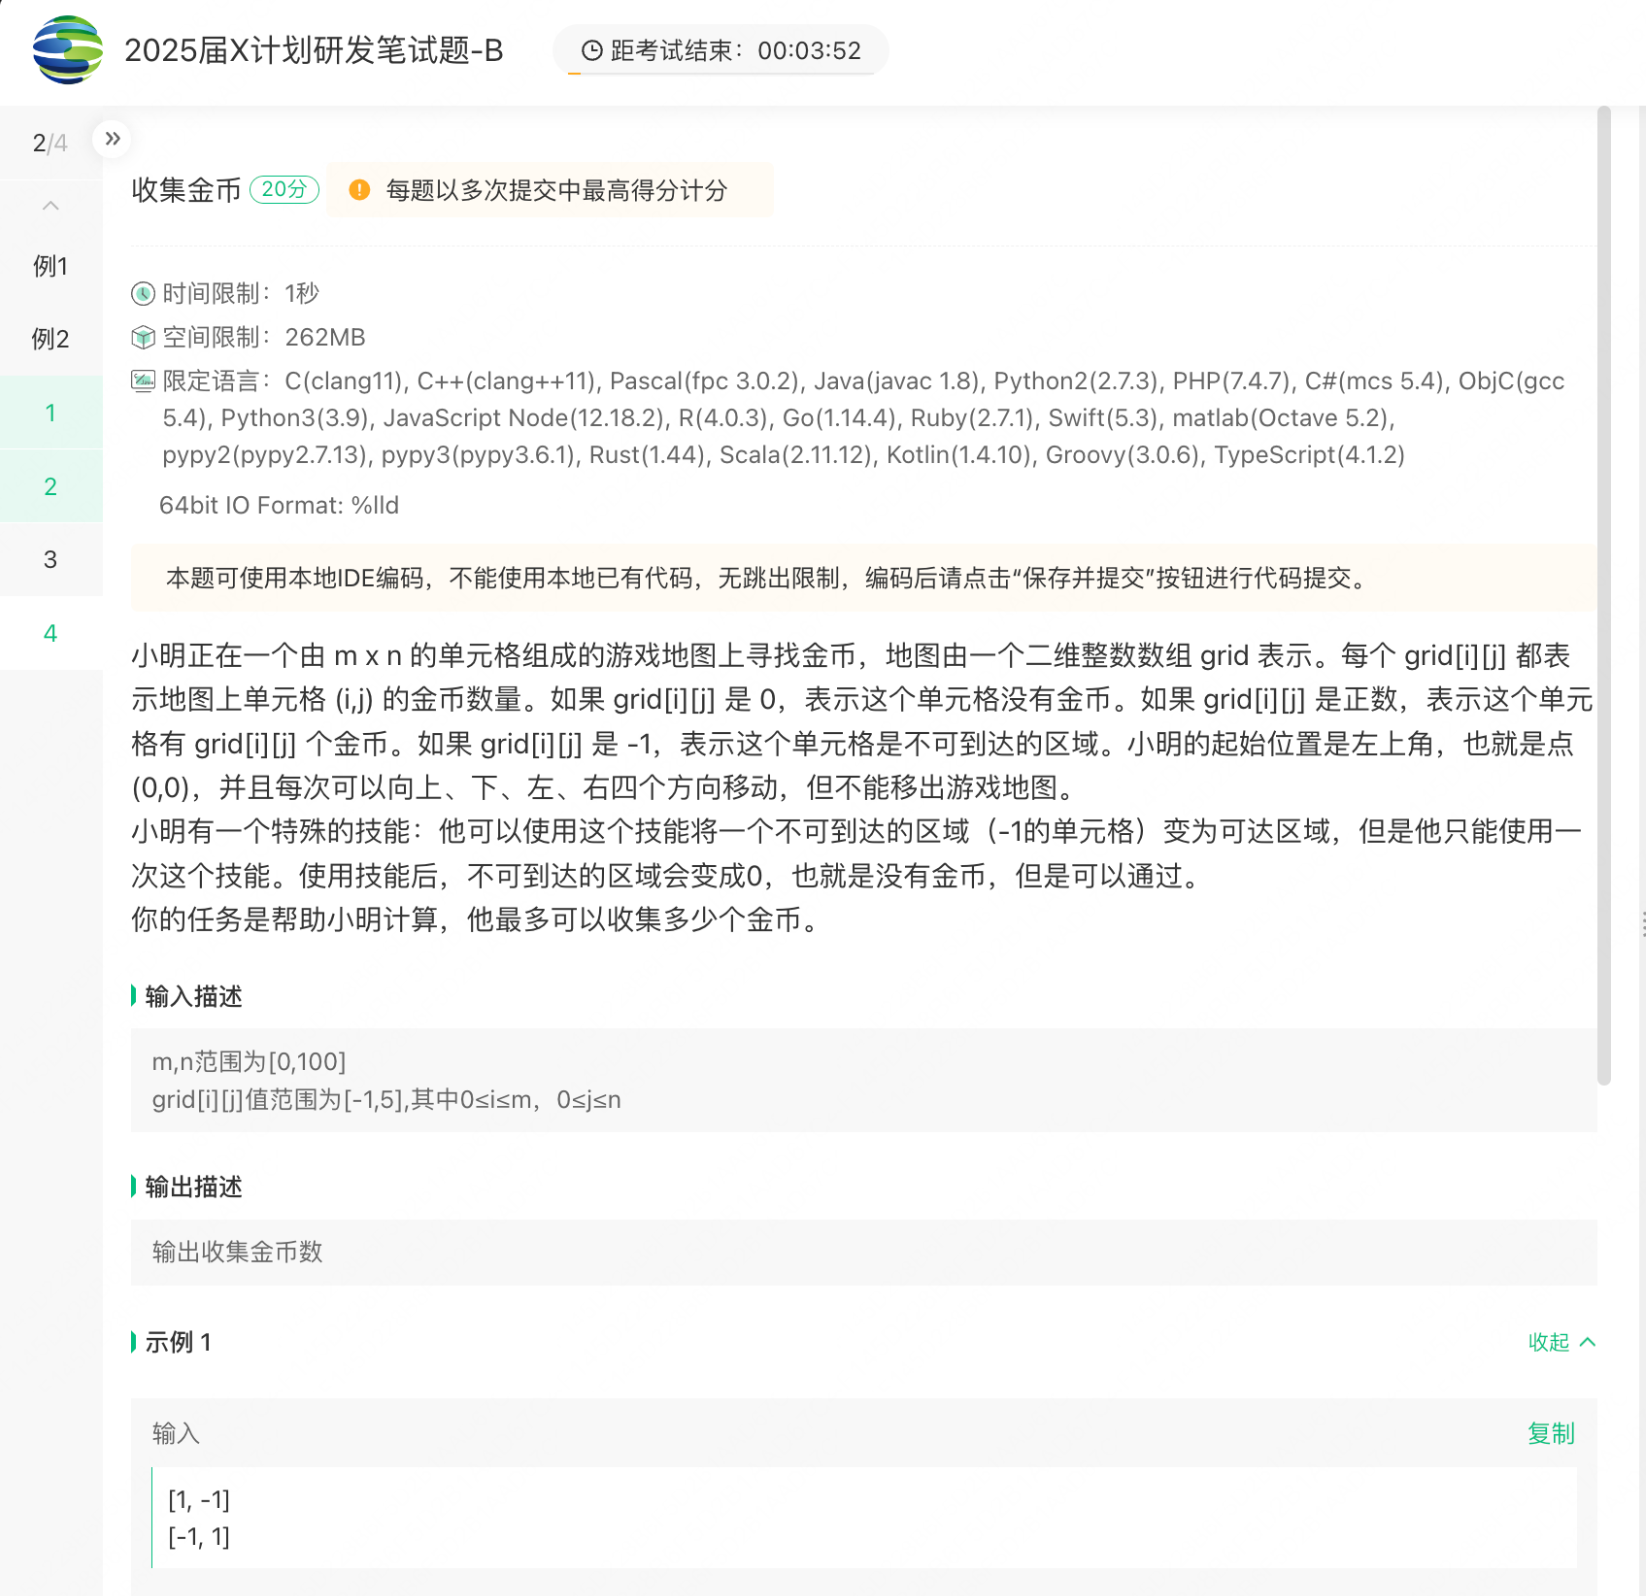 2025届X计划研发笔试题-B
距考试结束：00:03:52
2/4
例1
例2
1
2
3
4
收集金币 20分 每题以多次提交中最高得分计分
时间限制：1秒
空间限制：262MB
限定语言：C(clang11), C++(clang++11), Pascal(fpc 3.0.2), Java(javac 1.8), Python2(2.7.3), PHP(7.4.7), C#(mcs 5.4), ObjC(gcc
5.4), Python3(3.9), JavaScript Node(12.18.2), R(4.0.3), Go(1.14.4), Ruby(2.7.1), Swift(5.3), matlab(Octave 5.2),
pypy2(pypy2.7.13), pypy3(pypy3.6.1), Rust(1.44), Scala(2.11.12), Kotlin(1.4.10), Groovy(3.0.6), TypeScript(4.1.2)
64bit IO Format: %lld
本题可使用本地IDE编码，不能使用本地已有代码，无跳出限制，编码后请点击“保存并提交”按钮进行代码提交。
小明正在一个由 m x n 的单元格组成的游戏地图上寻找金币，地图由一个二维整数数组 grid 表示。每个 grid[i][j] 都表
示地图上单元格 (i,j) 的金币数量。如果 grid[i][j] 是 0，表示这个单元格没有金币。如果 grid[i][j] 是正数，表示这个单元
格有 grid[i][j] 个金币。如果 grid[i][j] 是 -1，表示这个单元格是不可到达的区域。小明的起始位置是左上角，也就是点
(0,0)，并且每次可以向上、下、左、右四个方向移动，但不能移出游戏地图。
小明有一个特殊的技能：他可以使用这个技能将一个不可到达的区域（-1的单元格）变为可达区域，但是他只能使用一
次这个技能。使用技能后，不可到达的区域会变成0，也就是没有金币，但是可以通过。
你的任务是帮助小明计算，他最多可以收集多少个金币。
输入描述
m,n范围为[0,100]
grid[i][j]值范围为[-1,5],其中0≤i≤m，0≤j≤n
输出描述
输出收集金币数
示例 1
收起
输入
复制
[1, -1]
[-1, 1]